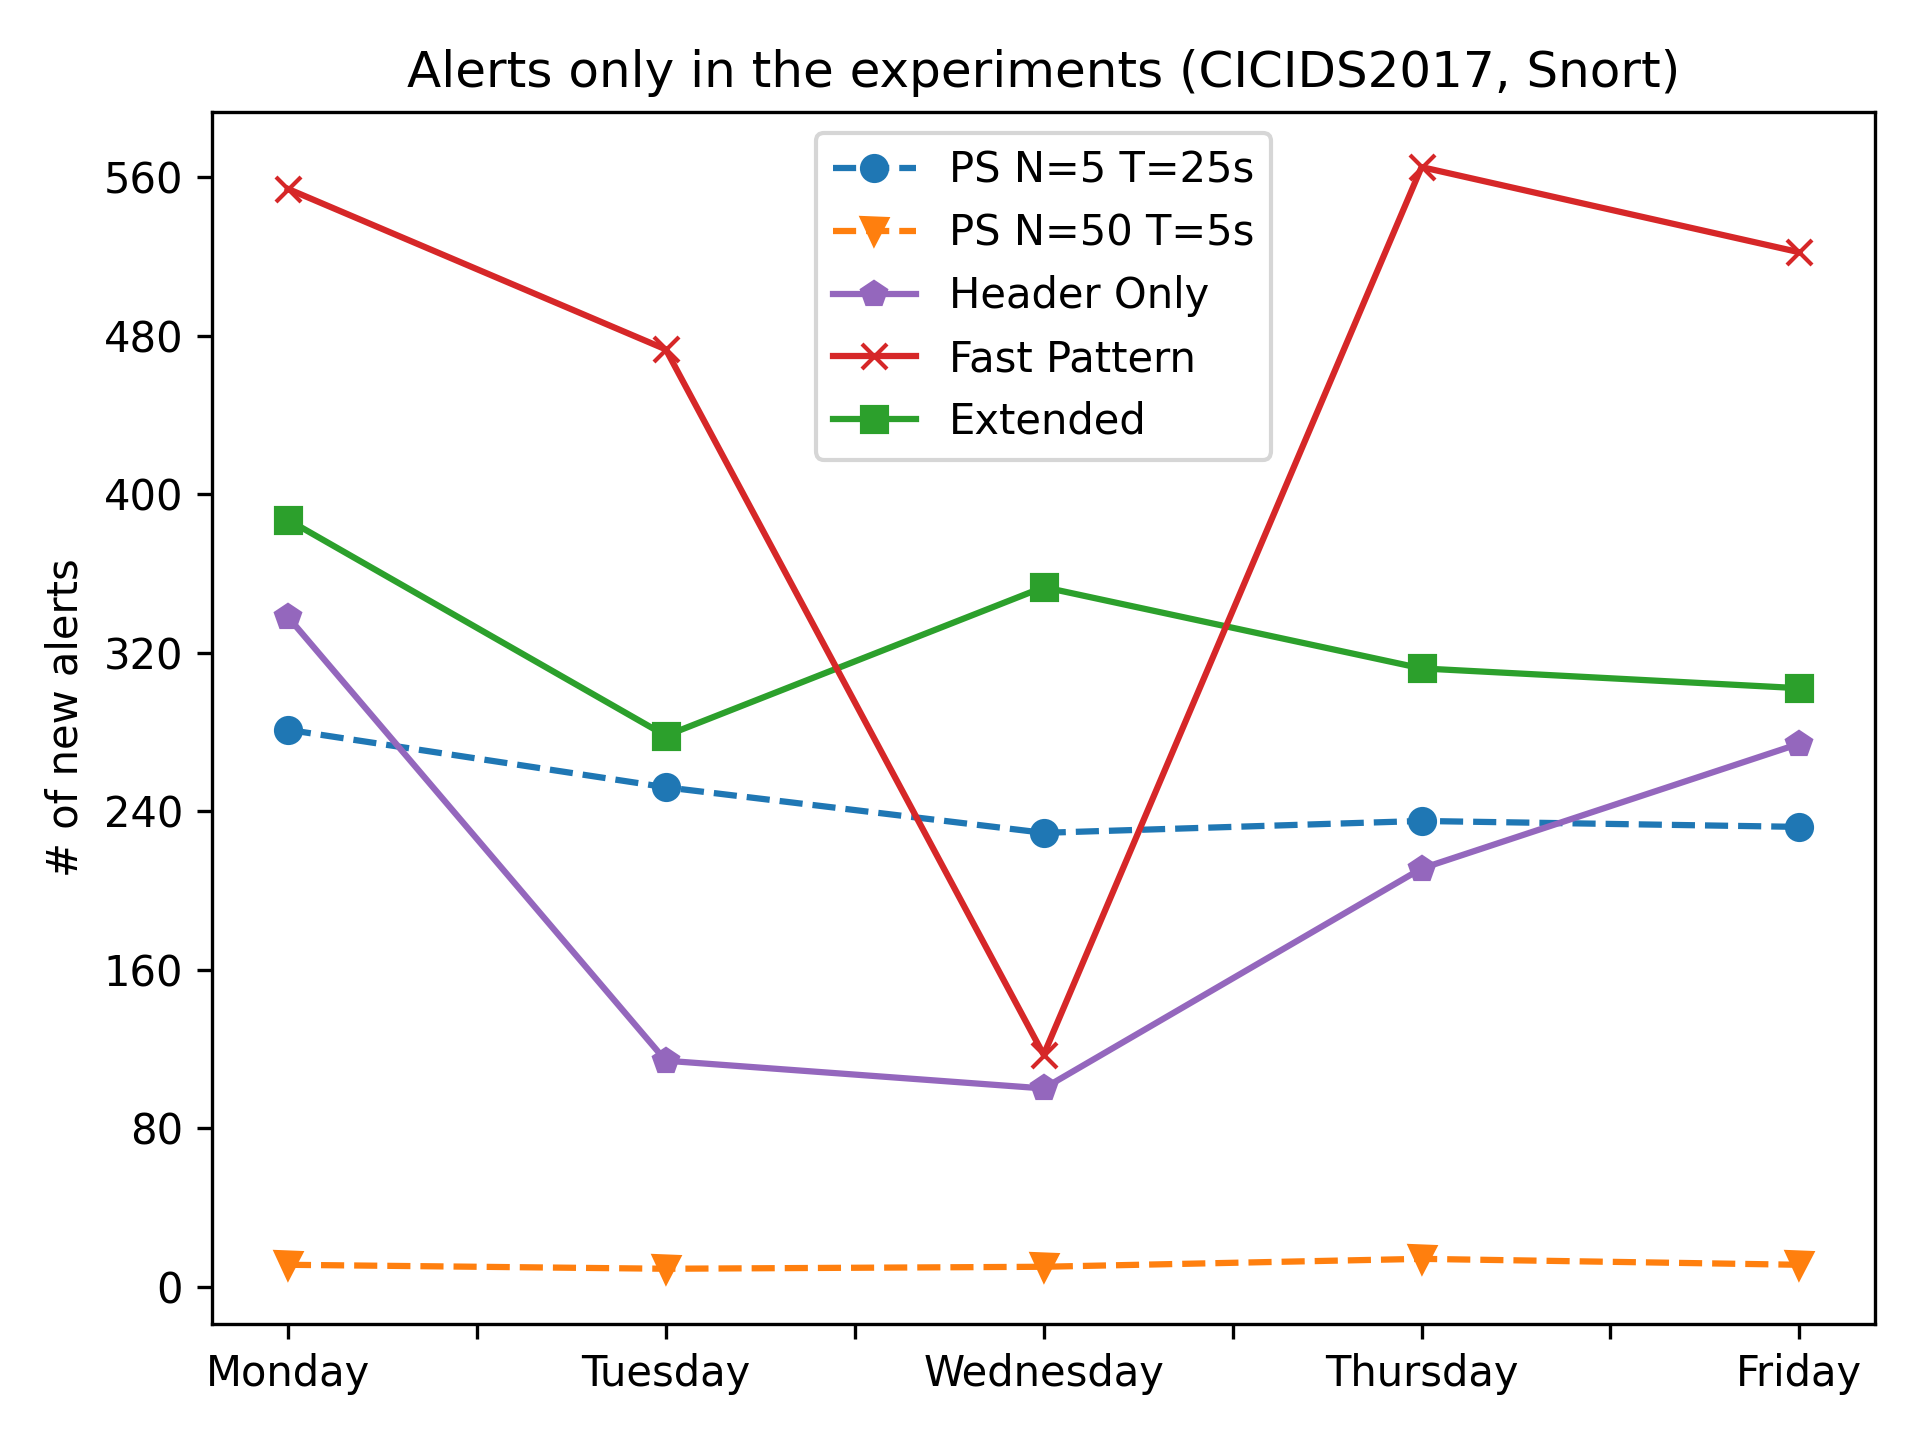 Alerts only in the experiments (CICIDS2017, Snort)
PS N=5 T=25s
PS N=50 T=5s
Header Only
Fast Pattern
Extended
# of new alerts
560
480
400
320
240
160
80
0
Monday Tuesday Wednesday Thursday Friday